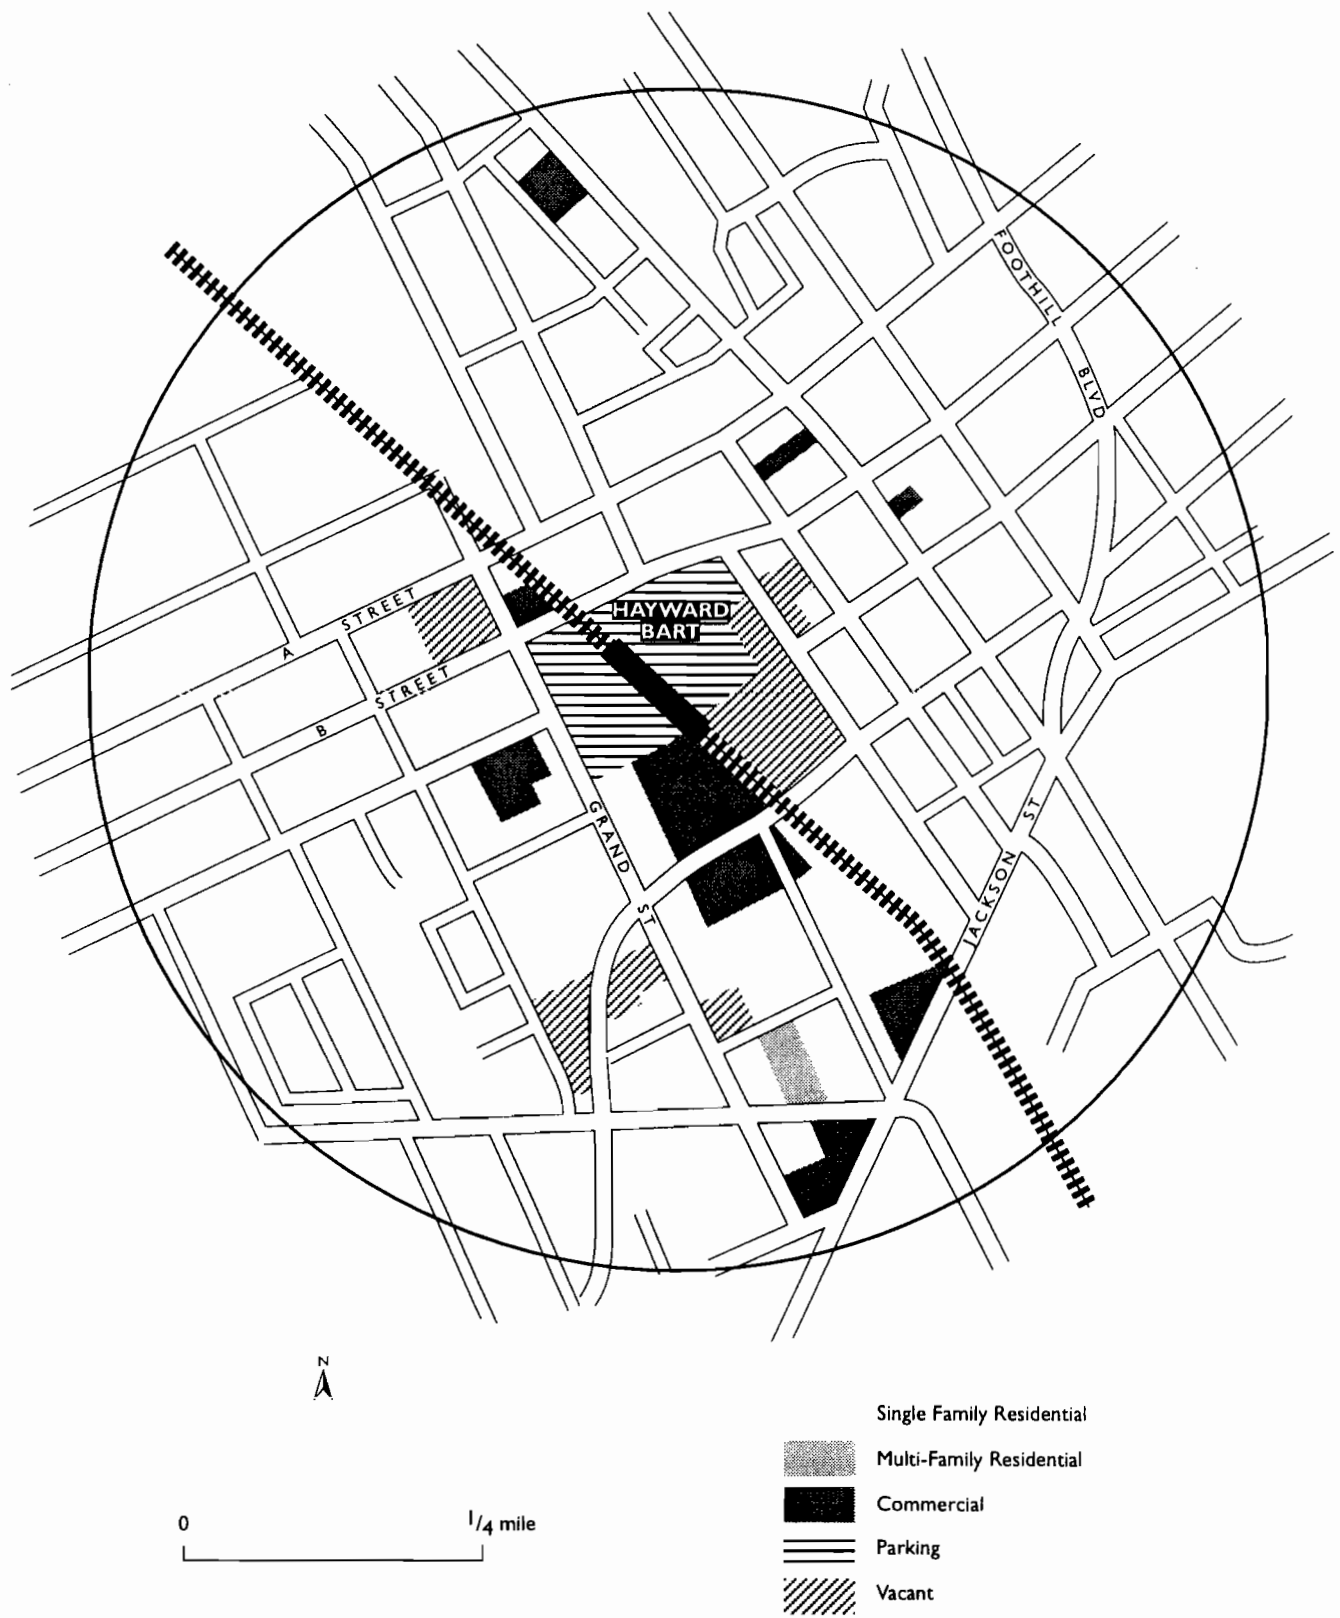 FOOTHILL
BLVD
HAYWARD
BART
A STREET
B STREET
GRAND ST
JACKSON ST
N
0 1/4 mile
Single Family Residential
Multi-Family Residential
Commercial
Parking
Vacant